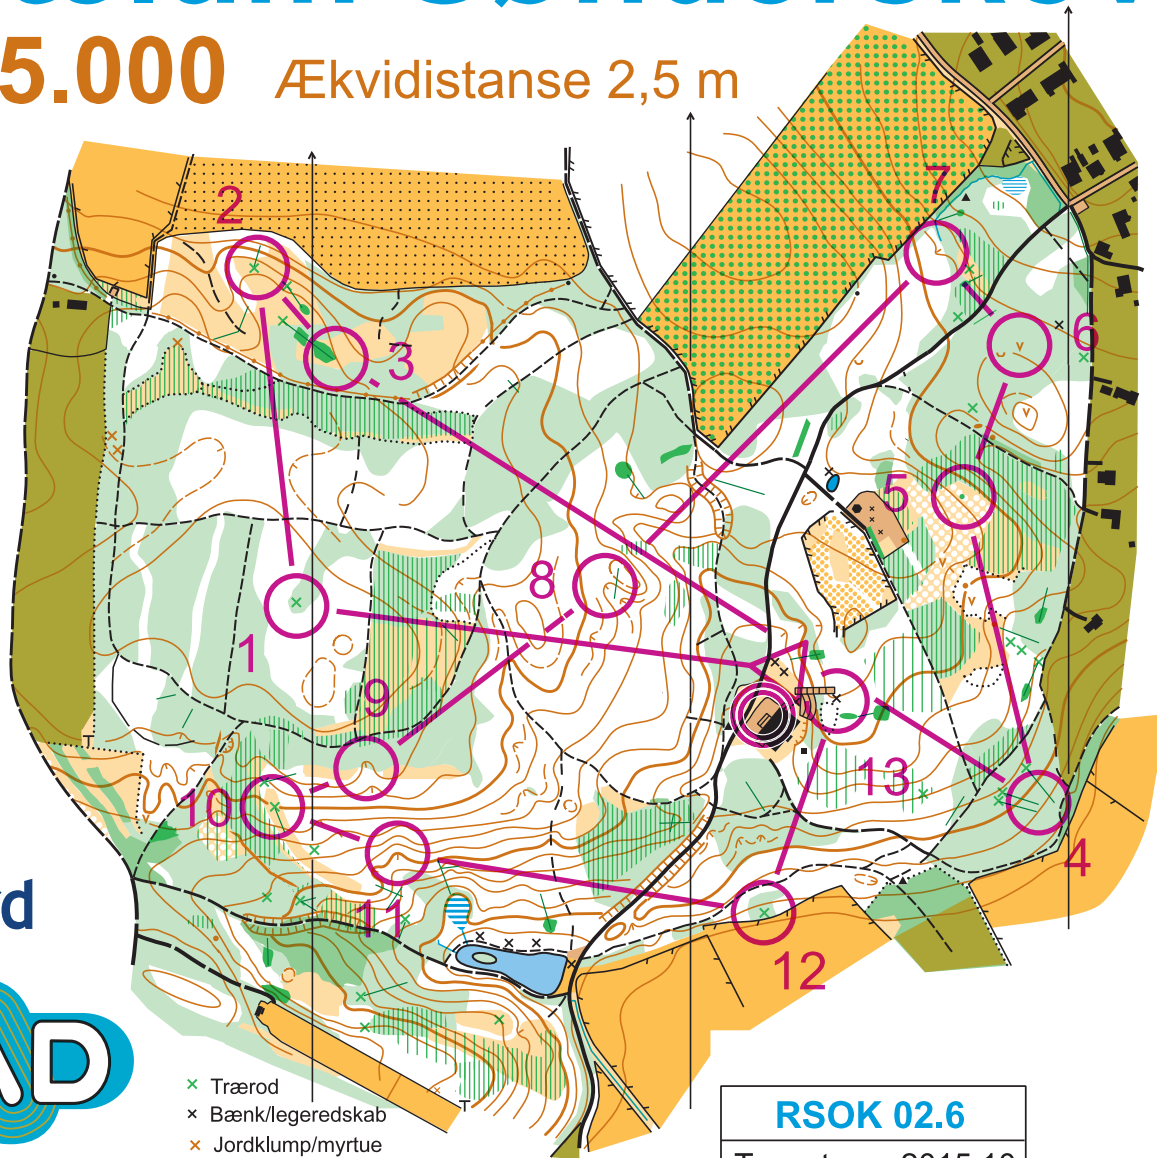 5.000
Ækvidistanse 2,5 m
2
7
3
6
5
8
1
9
10
13
4
11
12
d
D
Trærod
Bænk/legeredskab
Jordklump/myrtue
RSOK 02.6